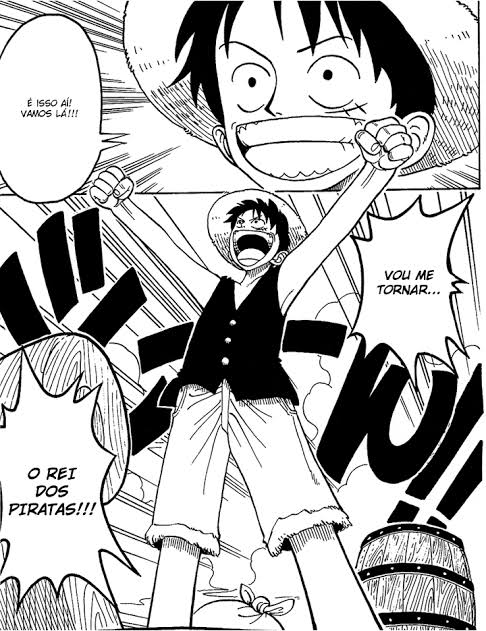 É ISSO AÍ!
VAMOS LÁ!!!
VOU ME
TORNAR...
O REI
DOS
PIRATAS!!!